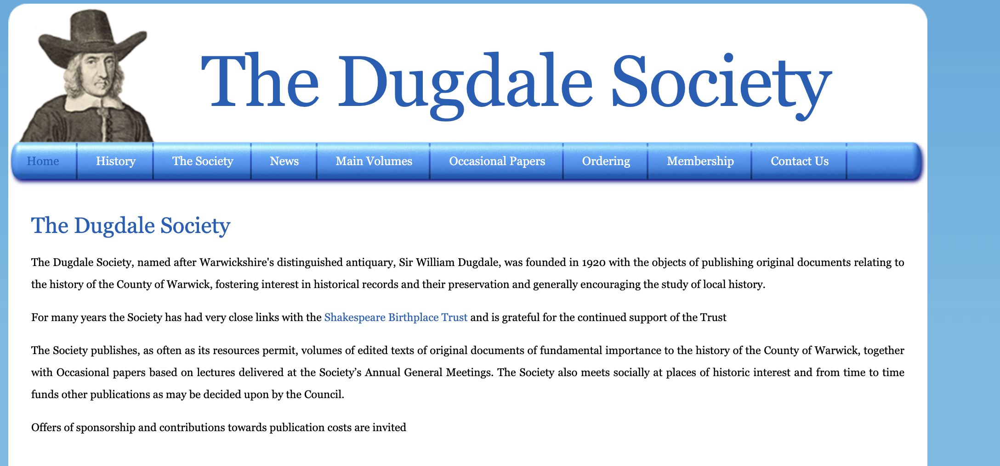 The Dugdale Society
Home
History
The Society
News
Main Volumes
Occasional Papers
Ordering
Membership
Contact Us
The Dugdale Society
The Dugdale Society, named after Warwickshire's distinguished antiquary, Sir William Dugdale, was founded in 1920 with the objects of publishing original documents relating to
the history of the County of Warwick, fostering interest in historical records and their preservation and generally encouraging the study of local history.
For many years the Society has had very close links with the Shakespeare Birthplace Trust and is grateful for the continued support of the Trust
The Society publishes, as often as its resources permit, volumes of edited texts of original documents of fundamental importance to the history of the County of Warwick, together
with Occasional papers based on lectures delivered at the Society’s Annual General Meetings. The Society also meets socially at places of historic interest and from time to time
funds other publications as may be decided upon by the Council.
Offers of sponsorship and contributions towards publication costs are invited